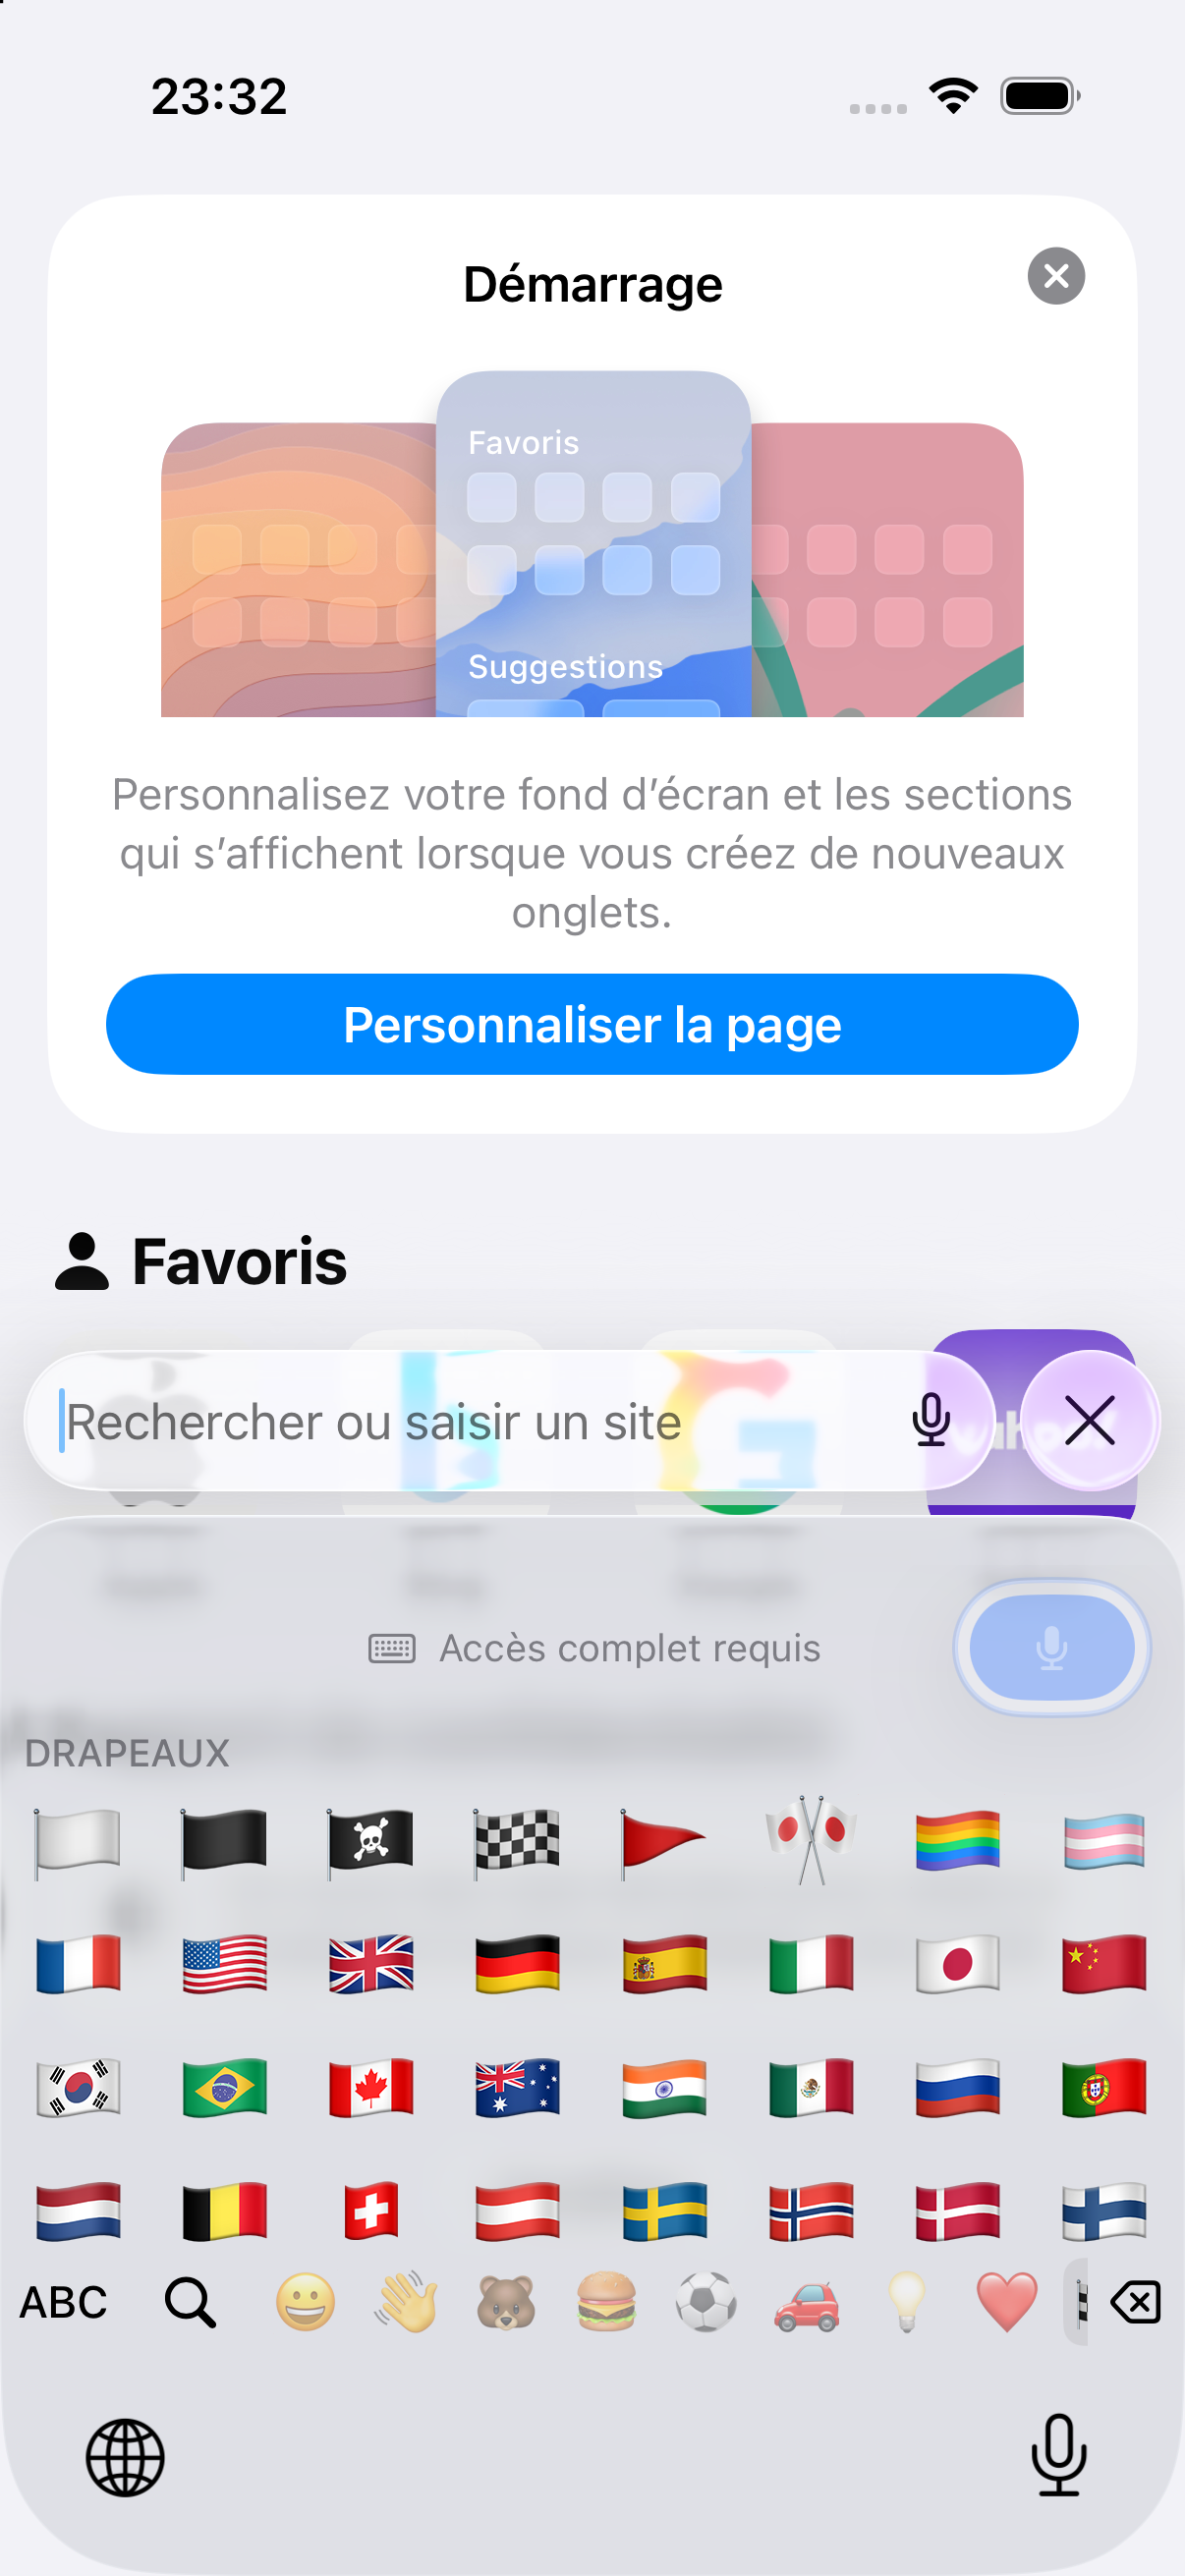 23:32
Démarrage
Favoris
Suggestions
Personnalisez votre fond d’écran et les sections
qui s’affichent lorsque vous créez de nouveaux
onglets.
Personnaliser la page
Favoris
Rechercher ou saisir un site
Accès complet requis
DRAPEAUX
ABC